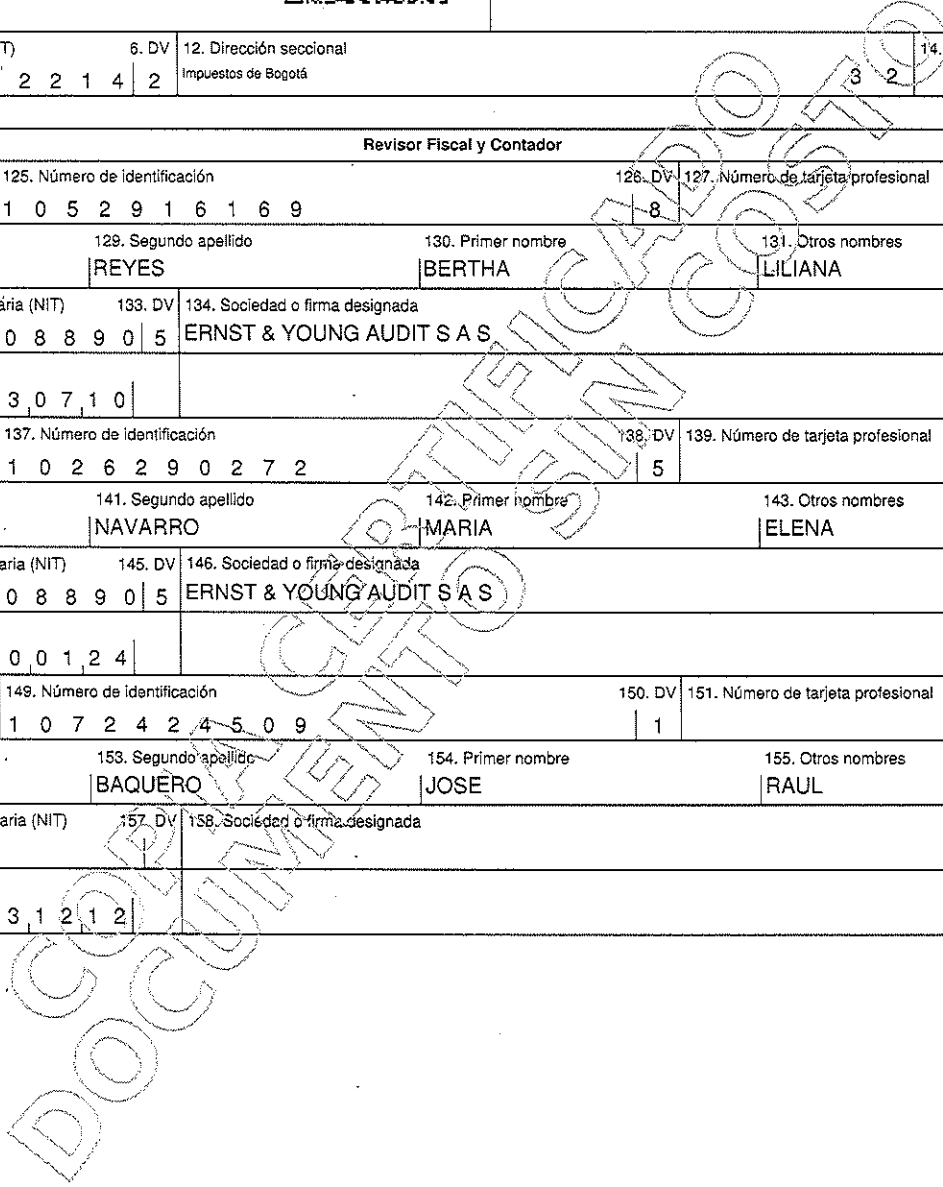 T) 6. DV 12. Dirección seccional 14.
2 2 1 4 2 Impuestos de Bogotá 3 2
Revisor Fiscal y Contador
125. Número de identificación 126. DV 127. Número de tarjeta profesional
1 0 5 2 9 1 6 1 6 9 8
129. Segundo apellido 130. Primer nombre 131. Otros nombres
REYES BERTHA LILIANA
aria (NIT) 133. DV 134. Sociedad o firma designada
0 8 8 9 0 5 ERNST & YOUNG AUDIT S A S
3 0 7 1 0
137. Número de identificación 138. DV 139. Número de tarjeta profesional
1 0 2 6 2 9 0 2 7 2 5
141. Segundo apellido 142. Primer nombre 143. Otros nombres
NAVARRO MARIA ELENA
aria (NIT) 145. DV 146. Sociedad o firma designada
0 8 8 9 0 5 ERNST & YOUNG AUDIT S A S
0 0 1 2 4
149. Número de identificación 150. DV 151. Número de tarjeta profesional
1 0 7 2 4 2 4 5 0 9 1
153. Segundo apellido 154. Primer nombre 155. Otros nombres
BAQUERO JOSE RAUL
aria (NIT) 157. DV 158. Sociedad o firma designada
3 1 2 1 2
COPIA CERTIFICADO
DOCUMENTO SIN COSTO